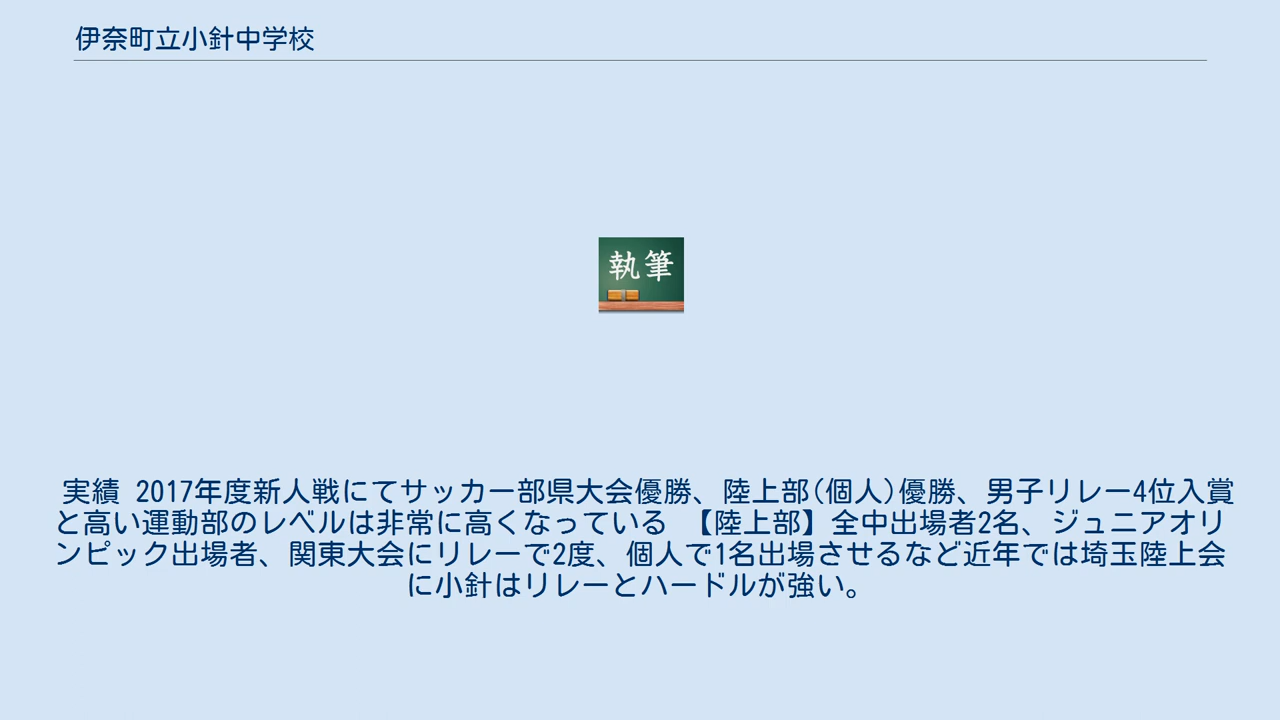 伊奈町立小針中学校
執筆
実績 2017年度新人戦にてサッカー部県大会優勝、陸上部(個人)優勝、男子リレー4位入賞
と高い運動部のレベルは非常に高くなっている 【陸上部】全中出場者2名、ジュニアオリ
ンピック出場者、関東大会にリレーで2度、個人で1名出場させるなど近年では埼玉陸上会
に小針はリレーとハードルが強い。